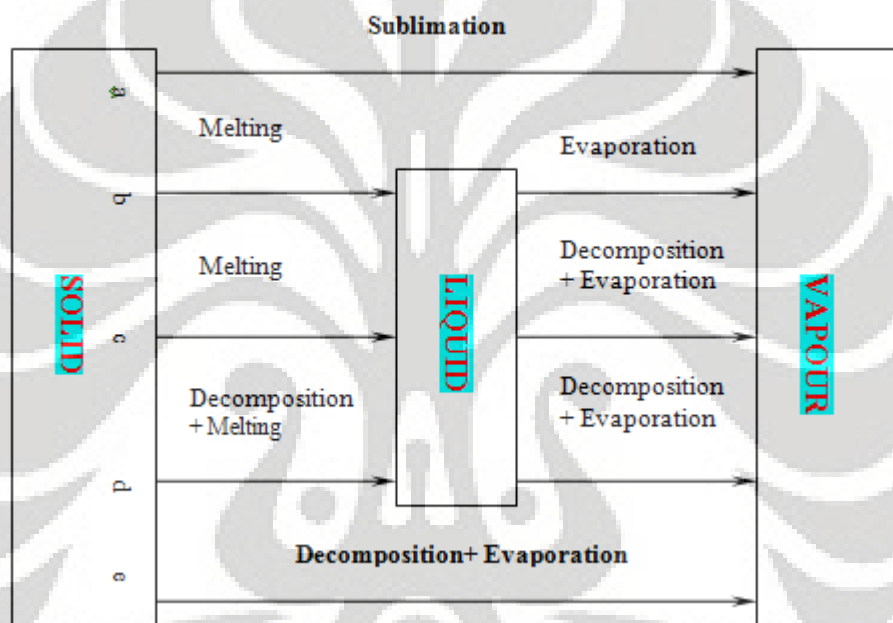 Sublimation
a
Melting
Evaporation
b
Decomposition
+ Evaporation
Melting
SOLID
LIQUID
VAPOUR
c
Decomposition
+ Evaporation
Decomposition
+ Melting
d
Decomposition+ Evaporation
e